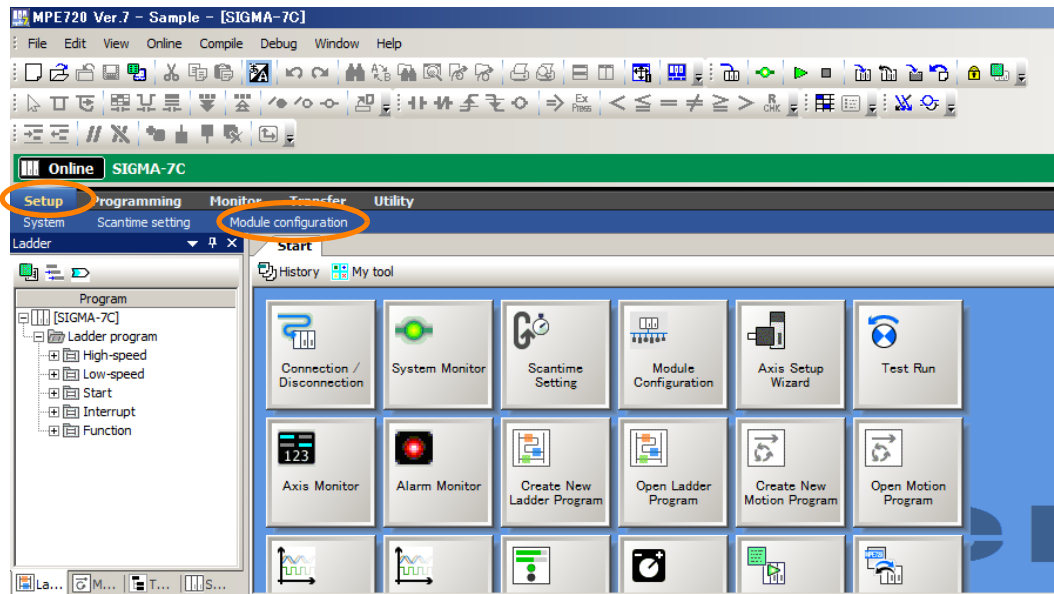 MPE720 Ver.7 - Sample - [SIGMA-7C]
File Edit View Online Compile Debug Window Help
Ex Press < ≦ = ≠ ≧ > R CHK
Online SIGMA-7C
Setup Programming Monitor Transfer Utility
System Scantime setting Module configuration
Ladder
Start
History My tool
Program
[SIGMA-7C]
Ladder program
High-speed
Low-speed
Start
Interrupt
Function
Connection / Disconnection
System Monitor
Scantime Setting
Module Configuration
Axis Setup Wizard
Test Run
123
Axis Monitor
Alarm Monitor
Create New Ladder Program
Open Ladder Program
Create New Motion Program
Open Motion Program
La... M... T... S...